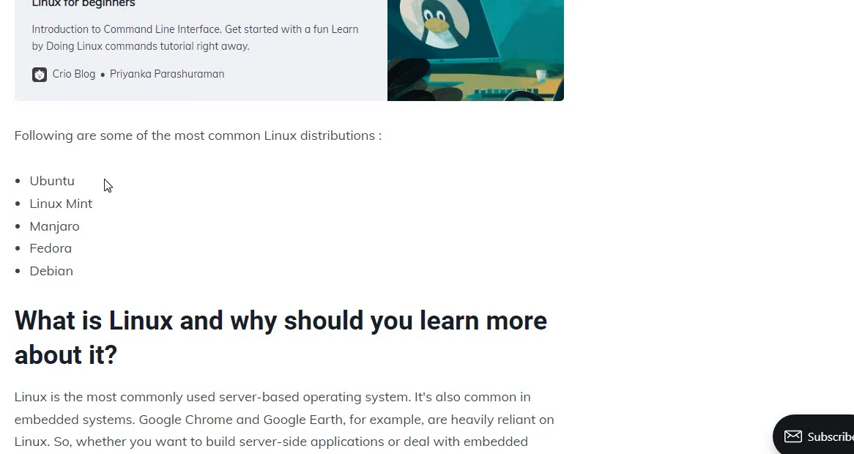 Linux for beginners
Introduction to Command Line Interface. Get started with a fun Learn
by Doing Linux commands tutorial right away.
Crio Blog • Priyanka Parashuraman
Following are some of the most common Linux distributions :
• Ubuntu
• Linux Mint
• Manjaro
• Fedora
• Debian
What is Linux and why should you learn more
about it?
Linux is the most commonly used server-based operating system. It's also common in
embedded systems. Google Chrome and Google Earth, for example, are heavily reliant on
Linux. So, whether you want to build server-side applications or deal with embedded
Subscribe